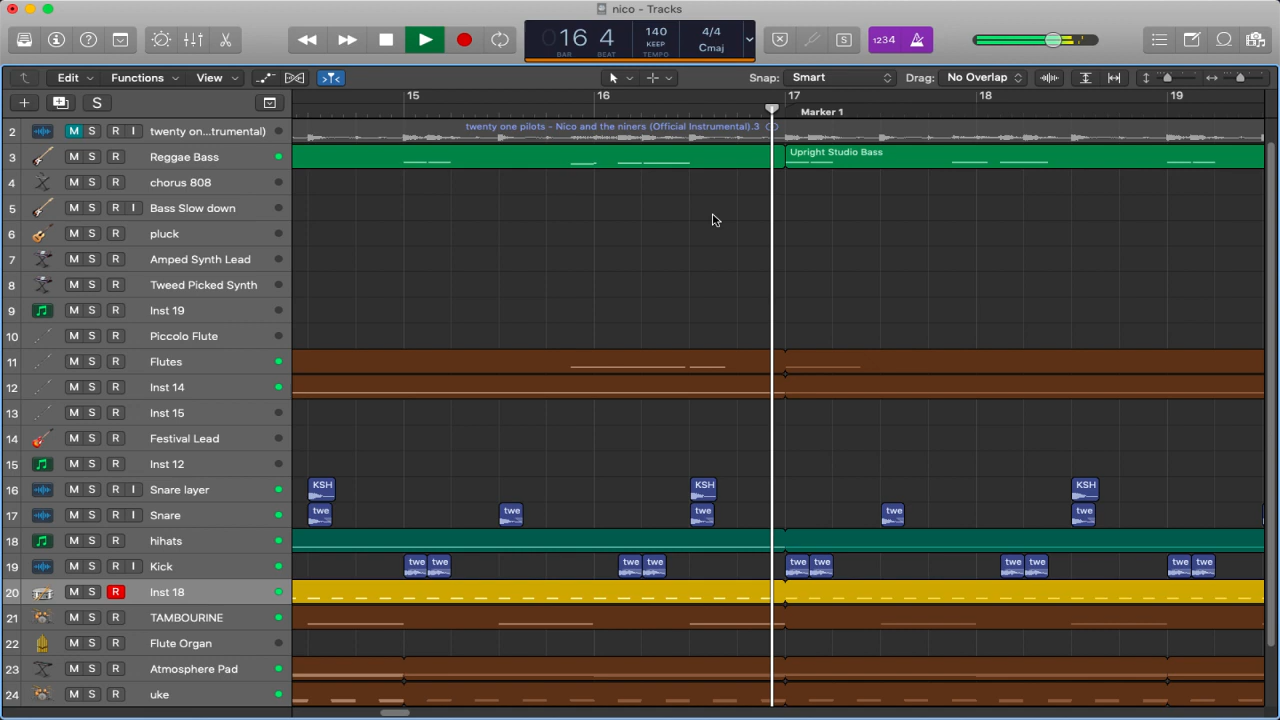 nico - Tracks
016 4
BAR BEAT
140
KEEP
TEMPO
4/4
Cmaj
1234
Edit
Functions
View
Snap:
Smart
Drag:
No Overlap
S
15
16
17
18
19
Marker 1
2 M S R I twenty on...trumental)
twenty one pilots - Nico and the niners (Official Instrumental).3
3 M S R Reggae Bass
Upright Studio Bass
4 M S R chorus 808
5 M S R I Bass Slow down
6 M S R pluck
7 M S R Amped Synth Lead
8 M S R Tweed Picked Synth
9 M S R Inst 19
10 M S R Piccolo Flute
11 M S R Flutes
12 M S R Inst 14
13 M S R Inst 15
14 M S R Festival Lead
15 M S R Inst 12
16 M S R I Snare layer
KSH KSH KSH
17 M S R I Snare
twe twe twe twe twe
18 M S R hihats
19 M S R I Kick
twe twe twe twe twe twe twe twe twe twe
20 M S R Inst 18
21 M S R TAMBOURINE
22 M S R Flute Organ
23 M S R Atmosphere Pad
24 M S R uke